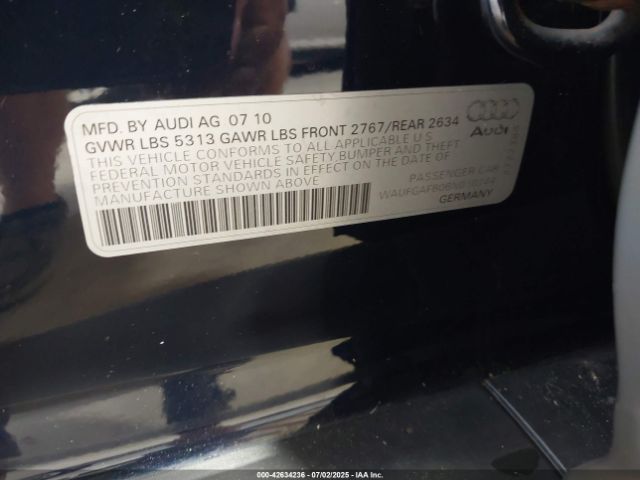 MFD. BY AUDI AG 07 10
GVWR LBS 5313 GAWR LBS FRONT 2767/REAR 2634
THIS VEHICLE CONFORMS TO ALL APPLICABLE U.S.
FEDERAL MOTOR VEHICLE SAFETY, BUMPER AND THEFT
PREVENTION STANDARDS IN EFFECT ON THE DATE OF
MANUFACTURE SHOWN ABOVE
Audi
PASSENGER CAR
GERMANY
000-42634236 | 07/02/2025 | IAA Inc.